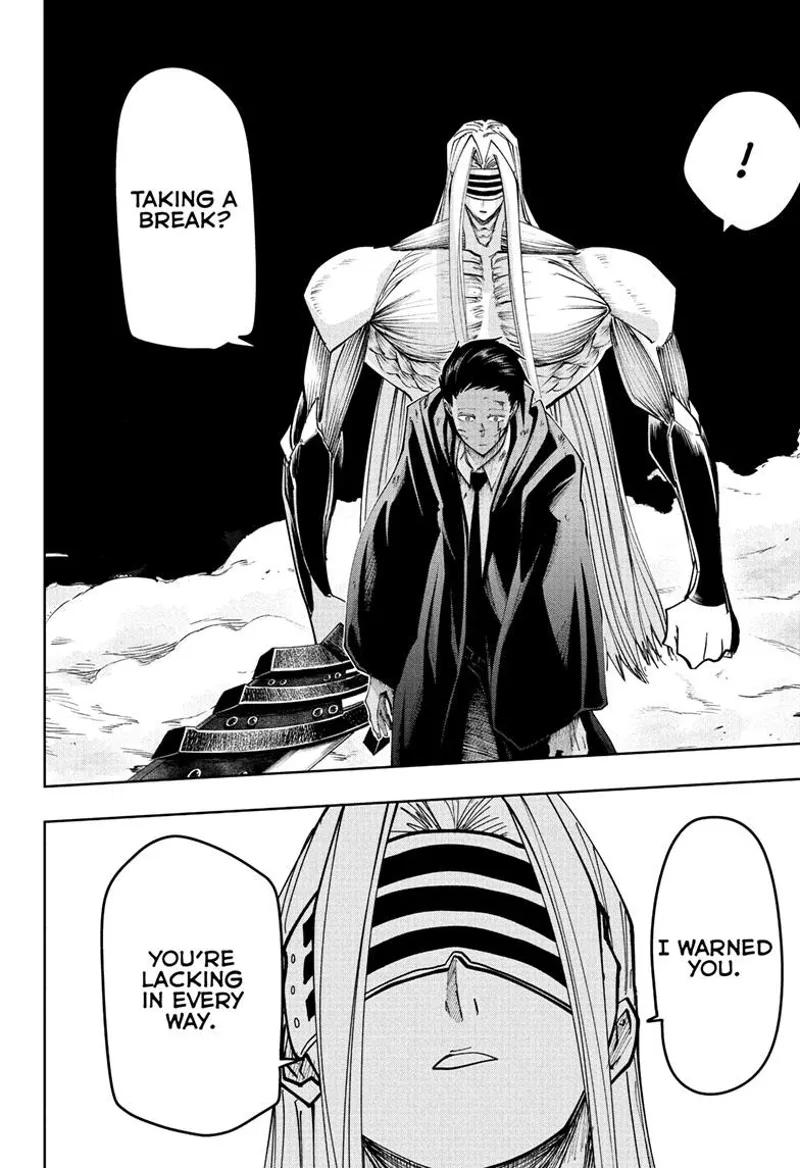 !
TAKING A
BREAK?
I WARNED
YOU.
YOU'RE
LACKING
IN EVERY
WAY.